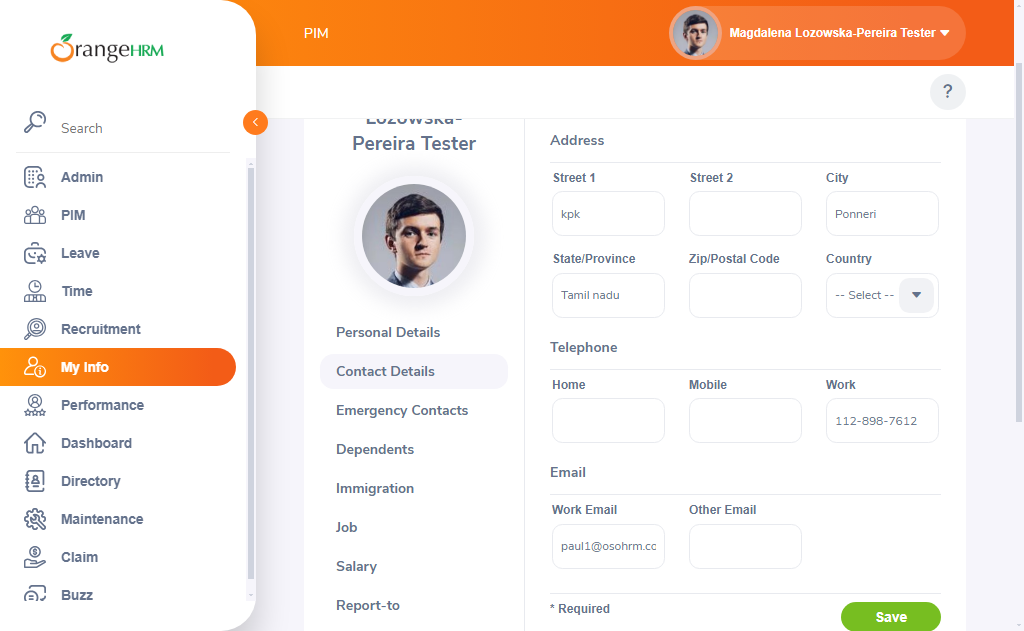 OrangeHRM
PIM
Magdalena Lozowska-Pereira Tester
?
Search
Admin
PIM
Leave
Time
Recruitment
My Info
Performance
Dashboard
Directory
Maintenance
Claim
Buzz
Lozowska-
Pereira Tester
Personal Details
Contact Details
Emergency Contacts
Dependents
Immigration
Job
Salary
Report-to
Address
Street 1 Street 2 City
kpk Ponneri
State/Province Zip/Postal Code Country
Tamil nadu -- Select --
Telephone
Home Mobile Work
112-898-7612
Email
Work Email Other Email
paul1@osohrm.cc
* Required
Save